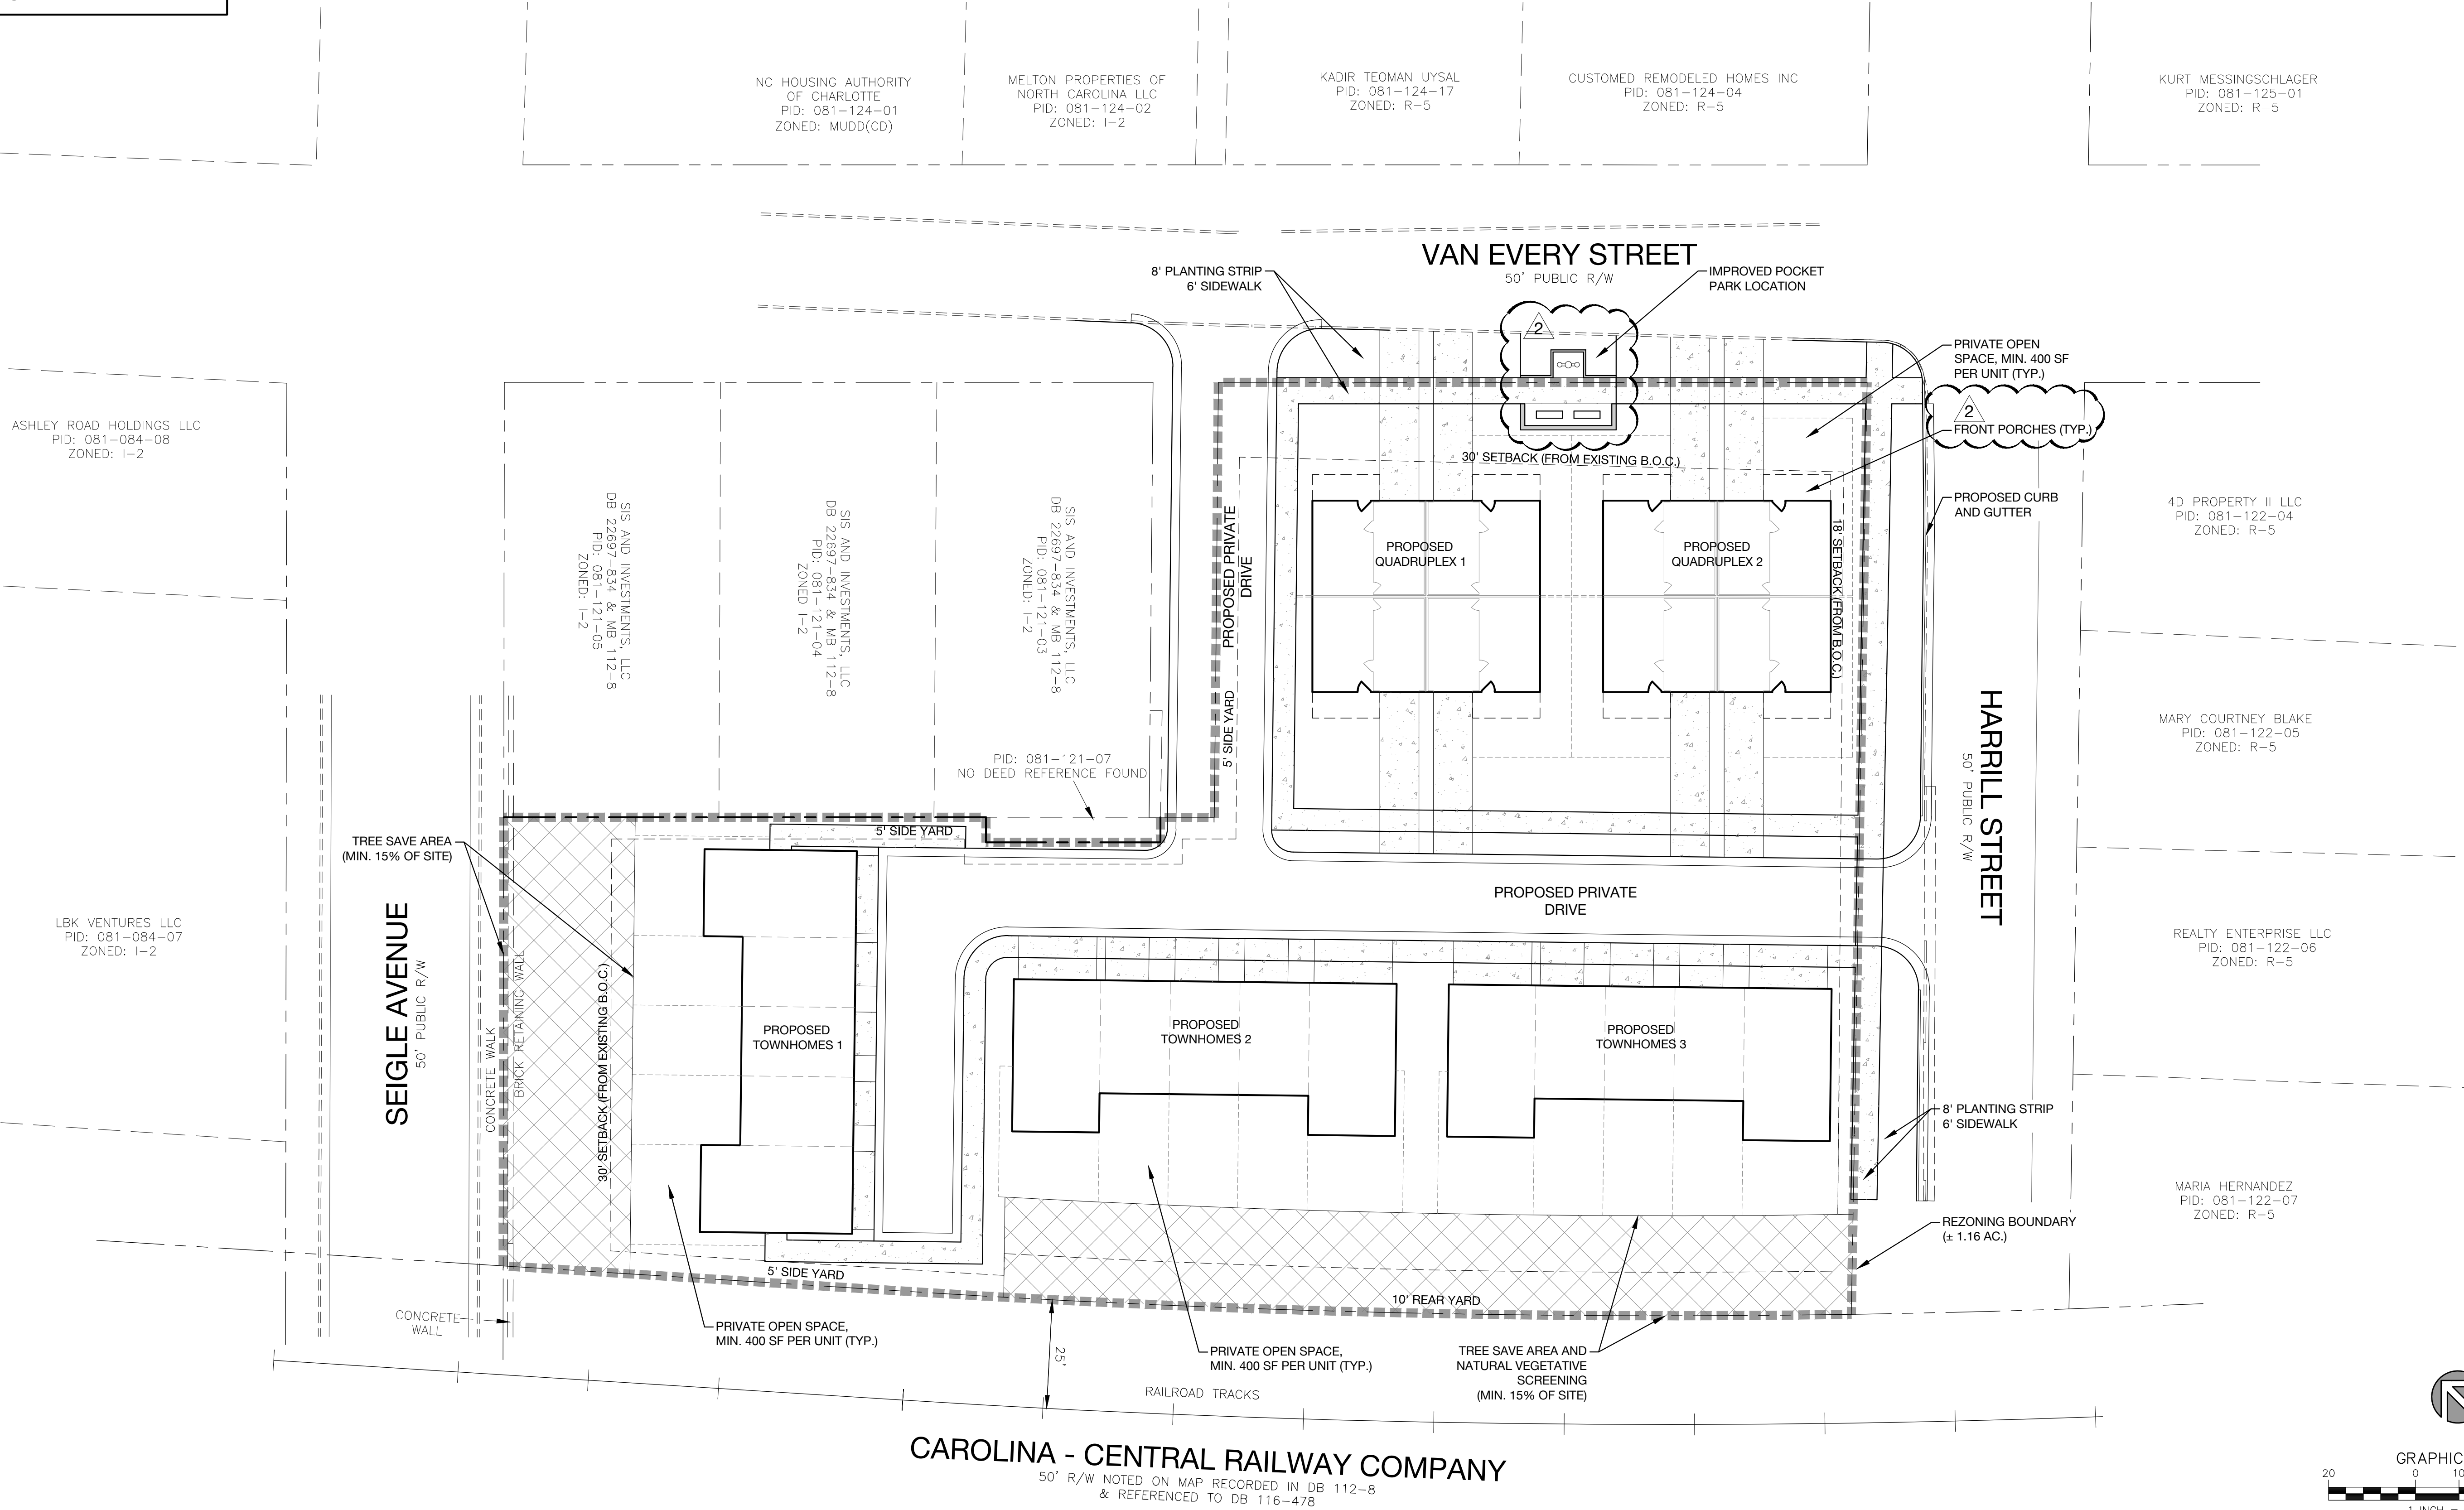 NC HOUSING AUTHORITY
OF CHARLOTTE
PID: 081-124-01
ZONED: MUDD(CD)
MELTON PROPERTIES OF
NORTH CAROLINA LLC
PID: 081-124-02
ZONED: I-2
KADIR TEOMAN UYSAL
PID: 081-124-17
ZONED: R-5
CUSTOMED REMODELED HOMES INC
PID: 081-124-04
ZONED: R-5
KURT MESSINGSCHLAGER
PID: 081-125-01
ZONED: R-5
VAN EVERY STREET
50' PUBLIC R/W
8' PLANTING STRIP
6' SIDEWALK
IMPROVED POCKET
PARK LOCATION
2
PRIVATE OPEN
SPACE, MIN. 400 SF
PER UNIT (TYP.)
2
FRONT PORCHES (TYP.)
ASHLEY ROAD HOLDINGS LLC
PID: 081-084-08
ZONED: I-2
30' SETBACK (FROM EXISTING B.O.C.)
SIS AND INVESTMENTS, LLC
DB 22697-834 & MB 112-8
PID: 081-121-05
ZONED: I-2
SIS AND INVESTMENTS, LLC
DB 22697-834 & MB 112-8
PID: 081-121-04
ZONED I-2
SIS AND INVESTMENTS, LLC
DB 22697-834 & MB 112-8
PID: 081-121-03
ZONED: I-2
PROPOSED PRIVATE
DRIVE
5' SIDE YARD
PROPOSED
QUADRUPLEX 1
PROPOSED
QUADRUPLEX 2
18' SETBACK (FROM B.O.C.)
PROPOSED CURB
AND GUTTER
4D PROPERTY II LLC
PID: 081-122-04
ZONED: R-5
HARRILL STREET
50' PUBLIC R/W
MARY COURTNEY BLAKE
PID: 081-122-05
ZONED: R-5
PID: 081-121-07
NO DEED REFERENCE FOUND
TREE SAVE AREA
(MIN. 15% OF SITE)
5' SIDE YARD
PROPOSED PRIVATE
DRIVE
LBK VENTURES LLC
PID: 081-084-07
ZONED: I-2
SEIGLE AVENUE
50' PUBLIC R/W
CONCRETE WALK
BRICK RETAINING WALL
30' SETBACK (FROM EXISTING B.O.C.)
PROPOSED
TOWNHOMES 1
PROPOSED
TOWNHOMES 2
PROPOSED
TOWNHOMES 3
REALTY ENTERPRISE LLC
PID: 081-122-06
ZONED: R-5
8' PLANTING STRIP
6' SIDEWALK
MARIA HERNANDEZ
PID: 081-122-07
ZONED: R-5
REZONING BOUNDARY
(± 1.16 AC.)
5' SIDE YARD
10' REAR YARD
CONCRETE
WALL
PRIVATE OPEN SPACE,
MIN. 400 SF PER UNIT (TYP.)
25'
PRIVATE OPEN SPACE,
MIN. 400 SF PER UNIT (TYP.)
TREE SAVE AREA AND
NATURAL VEGETATIVE
SCREENING
(MIN. 15% OF SITE)
RAILROAD TRACKS
CAROLINA - CENTRAL RAILWAY COMPANY
50' R/W NOTED ON MAP RECORDED IN DB 112-8
& REFERENCED TO DB 116-478
GRAPHIC
20 0 10